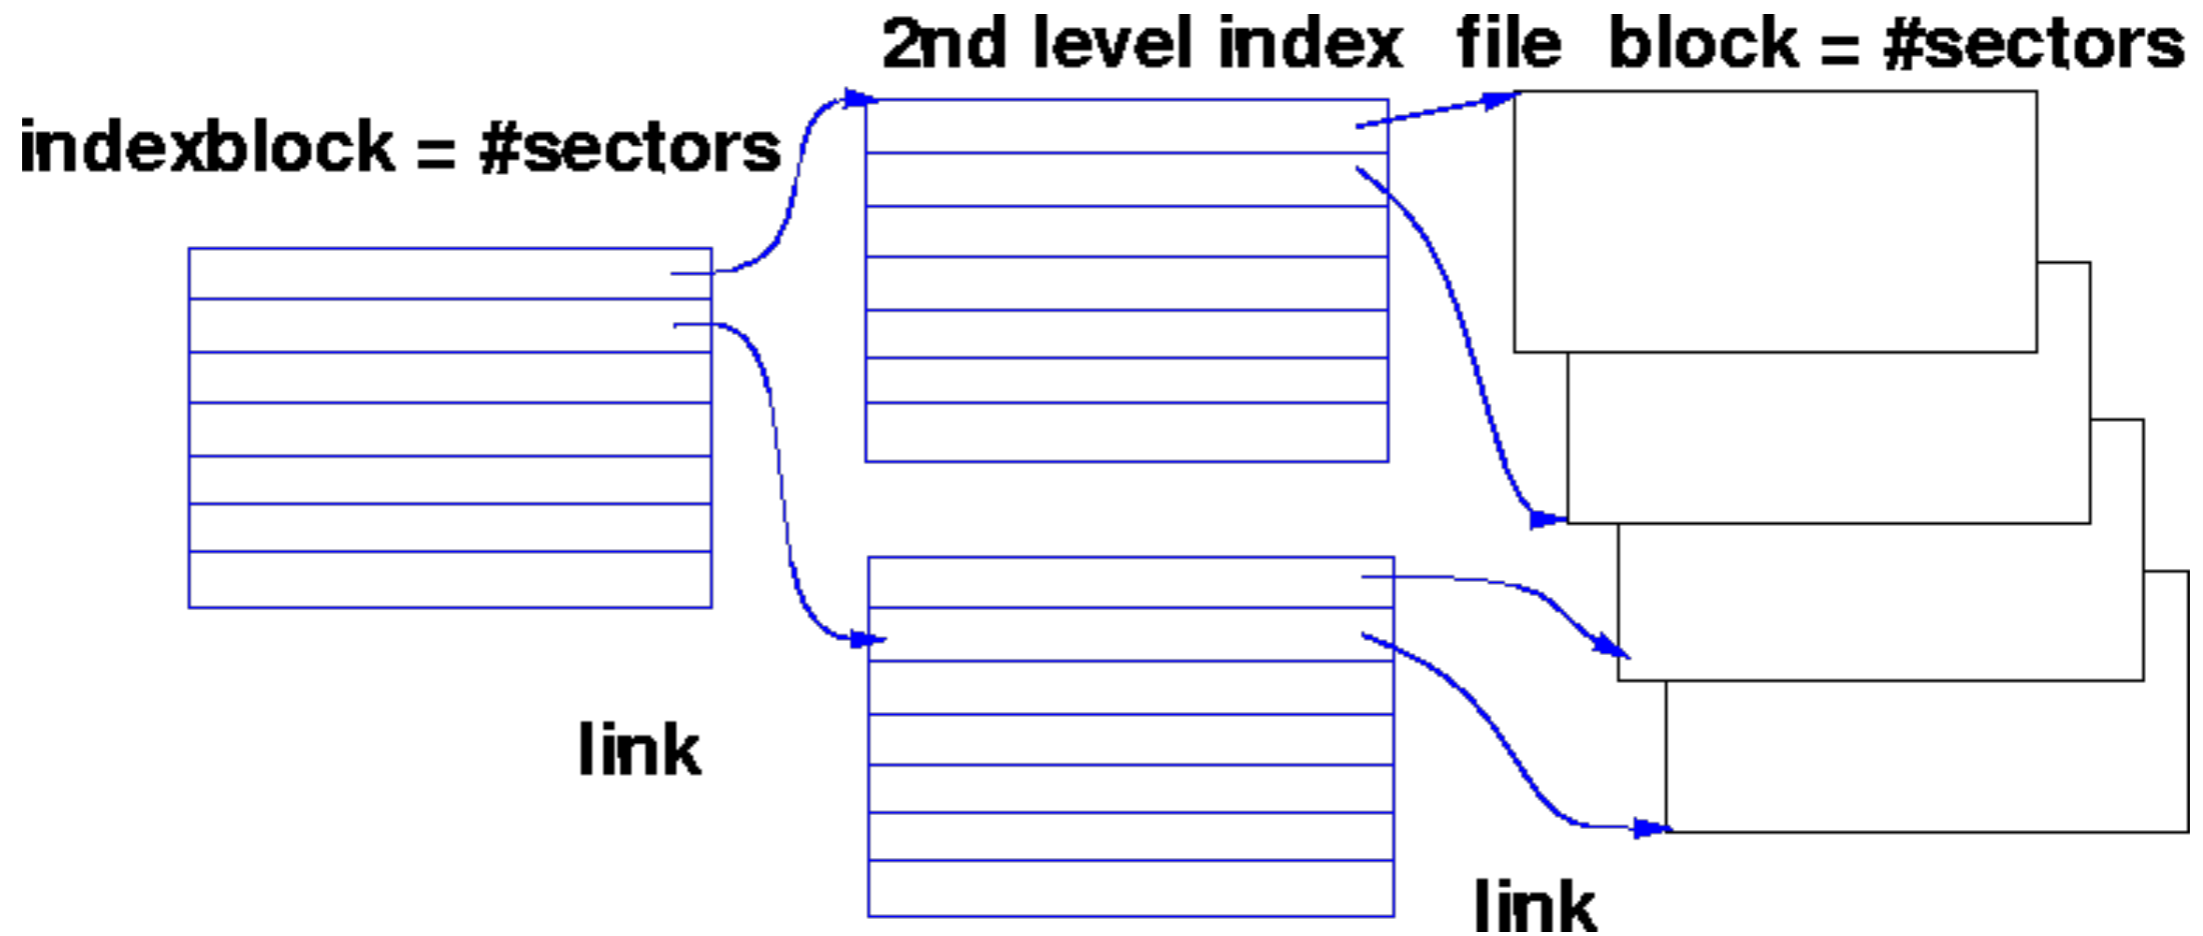 2nd level index file block = #sectors
indexblock = #sectors
link
link